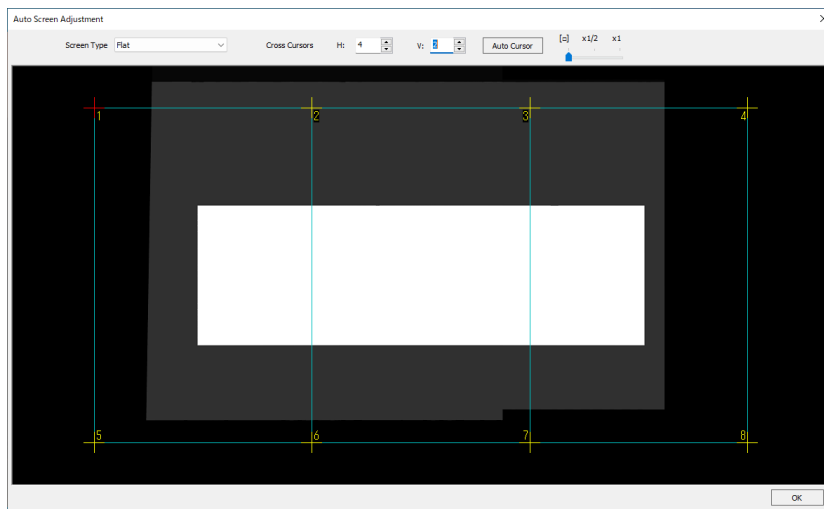 Auto Screen Adjustment
Screen Type Flat Cross Cursors H: 4 V: 2 Auto Cursor [¤] x1/2 x1
1 2 3 4
5 6 7 8
OK